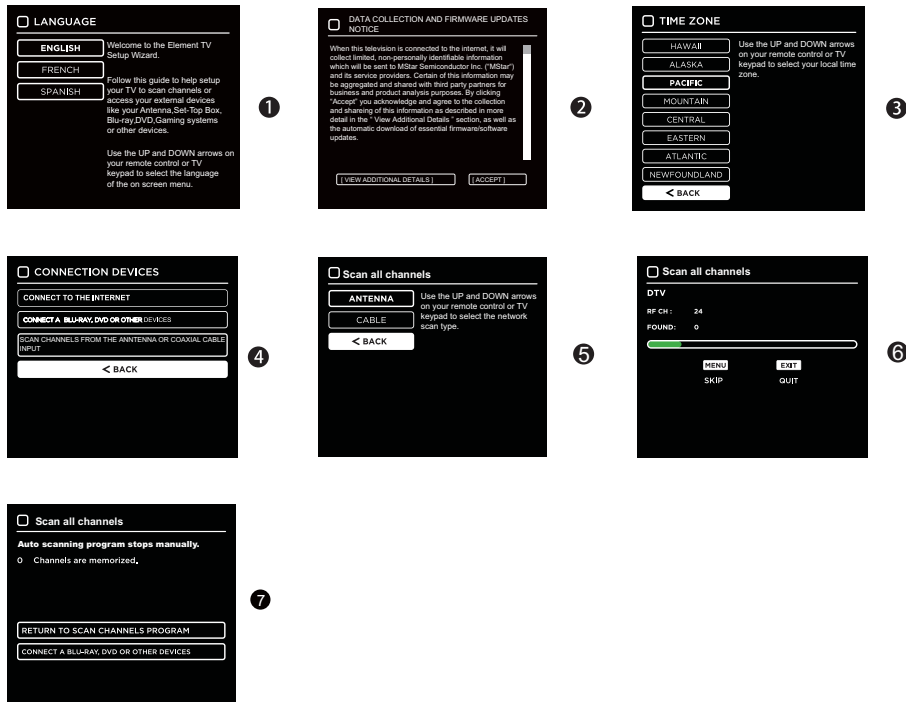 LANGUAGE
ENGLISH
FRENCH
SPANISH
Welcome to the Element TV
Setup Wizard.
Follow this guide to help setup
your TV to scan channels or
access your external devices
like your Antenna,Set-Top Box,
Blu-ray,DVD,Gaming systems
or other devices.
Use the UP and DOWN arrows on
your remote control or TV
keypad to select the language
of the on screen menu.
1
DATA COLLECTION AND FIRMWARE UPDATES
NOTICE
When this television is connected to the internet, it will
collect limited, non-personally identifiable information
which will be sent to MStar Semiconductor Inc. ("MStar")
and its service providers. Certain of this information may
be aggregated and shared with third party partners for
business and product analysis purposes. By clicking
"Accept" you acknowledge and agree to the collection
and shareing of this information as described in more
detail in the " View Additional Details " section, as well as
the automatic download of essential firmware/software
updates.
[ VIEW ADDITIONAL DETAILS ]
[ ACCEPT ]
2
TIME ZONE
HAWAII
ALASKA
PACIFIC
MOUNTAIN
CENTRAL
EASTERN
ATLANTIC
NEWFOUNDLAND
< BACK
Use the UP and DOWN arrows
on your remote control or TV
keypad to select your local time
zone.
3
CONNECTION DEVICES
CONNECT TO THE INTERNET
CONNECT A BLU-RAY, DVD OR OTHER DEVICES
SCAN CHANNELS FROM THE ANNTENNA OR COAXIAL CABLE
INPUT
< BACK
4
Scan all channels
ANTENNA
CABLE
< BACK
Use the UP and DOWN arrows
on your remote control or TV
keypad to select the network
scan type.
5
Scan all channels
DTV
RF CH : 24
FOUND: 0
MENU EXIT
SKIP QUIT
6
Scan all channels
Auto scanning program stops manually.
0 Channels are memorized.
RETURN TO SCAN CHANNELS PROGRAM
CONNECT A BLU-RAY, DVD OR OTHER DEVICES
7